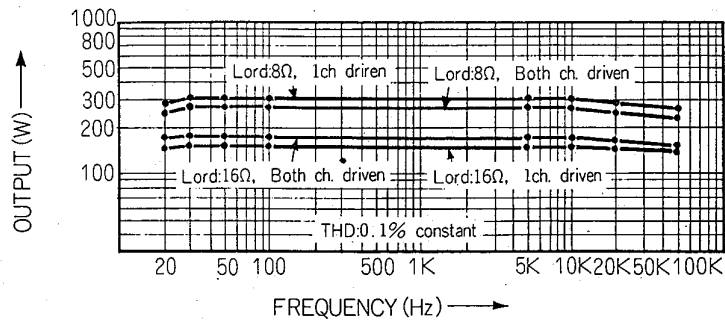 1000
800
500
300
200
100
OUTPUT (W)
Lord:8Ω, 1ch driren
Lord:8Ω, Both ch. driven
Lord:16Ω, Both ch. driven
Lord:16Ω, 1ch. driven
THD:0.1% constant
20 50 100 500 1K 5K 10K 20K 50K 100K
FREQUENCY (Hz)